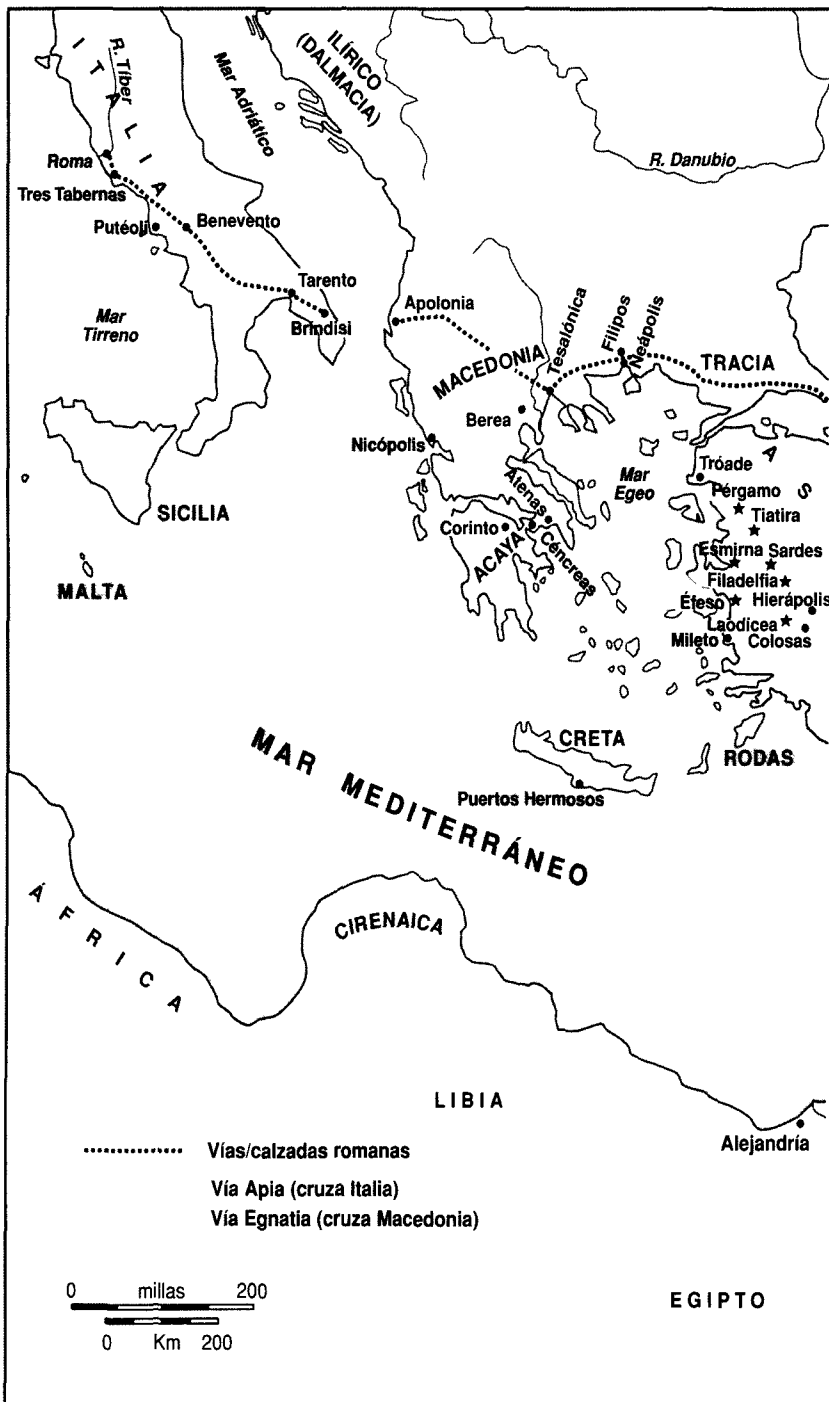 ITALIA
R. Tíber
Mar Adriático
ILÍRICO
(DALMACIA)
R. Danubio
Roma
Tres Tabernas
Putéoli
Benevento
Tarento
Brindisi
Mar
Tirreno
Apolonia
MACEDONIA
Tesalónica
Filipos
Neápolis
TRACIA
Berea
Nicópolis
Mar
Egeo
Tróade
A S
Pérgamo
Tiatira
Esmirna
Sardes
Filadelfia
Éfeso
Hierápolis
Laodicea
Mileto
Colosas
Atenas
Corinto
ACAYA
Céncreas
SICILIA
MALTA
CRETA
RODAS
Puertos Hermosos
MAR MEDITERRÁNEO
ÁFRICA
CIRENAICA
LIBIA
Alejandría
Vías/calzadas romanas
Vía Apia (cruza Italia)
Vía Egnatia (cruza Macedonia)
0 millas 200
0 Km 200
EGIPTO